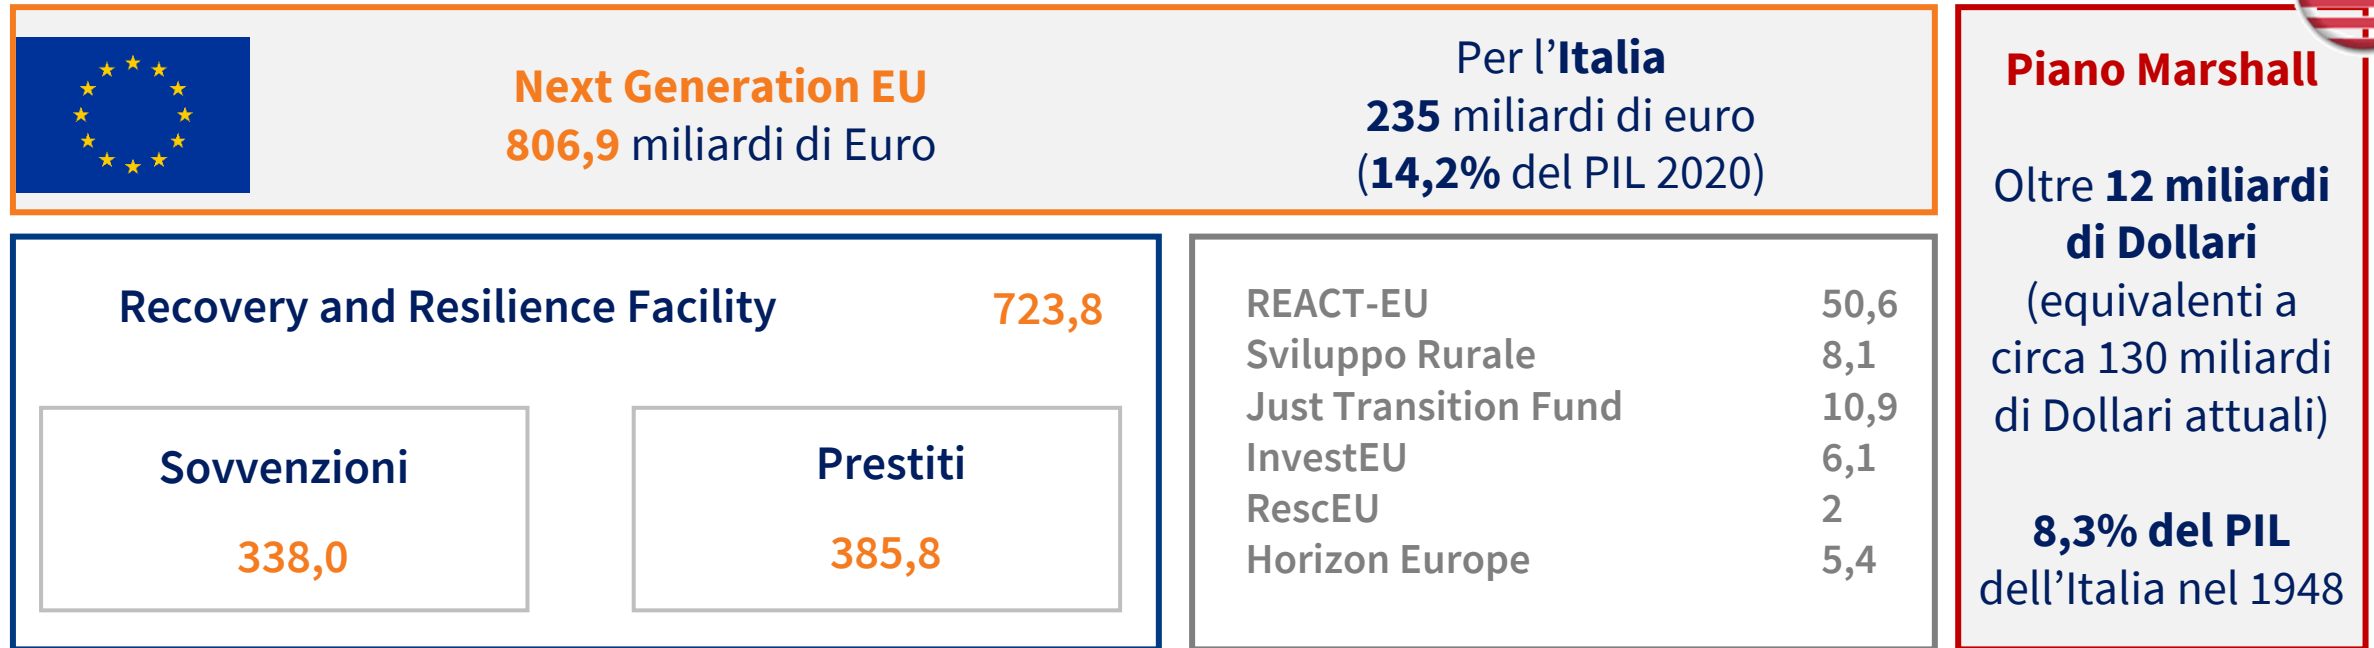 Next Generation EU
806,9 miliardi di Euro
Per l’Italia
235 miliardi di euro
(14,2% del PIL 2020)
Recovery and Resilience Facility 723,8
Sovvenzioni
338,0
Prestiti
385,8
REACT-EU 50,6
Sviluppo Rurale 8,1
Just Transition Fund 10,9
InvestEU 6,1
RescEU 2
Horizon Europe 5,4
Piano Marshall
Oltre 12 miliardi
di Dollari
(equivalenti a
circa 130 miliardi
di Dollari attuali)
8,3% del PIL
dell’Italia nel 1948